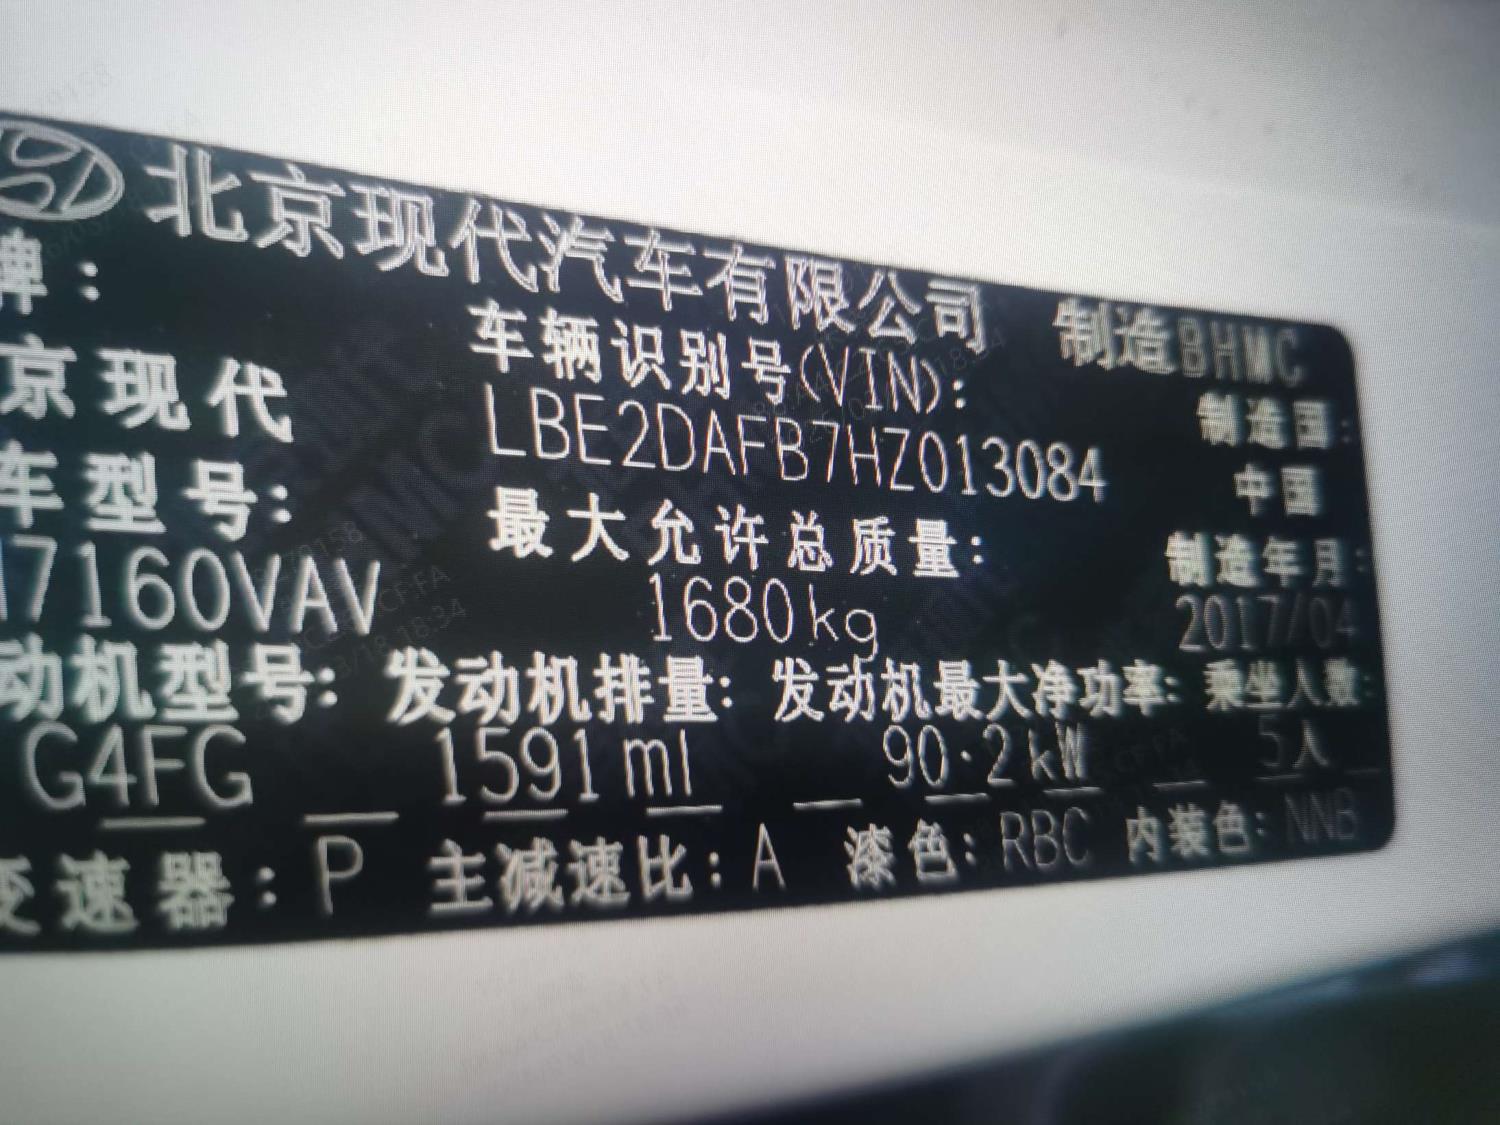 北京现代汽车有限公司 制造BHMC
牌:
京现代
车辆识别号(VIN):
LBE2DAFB7HZ013084
制造国:
中国
车型号:
7160VAV
最大允许总质量:
1680kg
制造年月:
2017/04
动机型号:
G4FG
发动机排量:
1591ml
发动机最大净功率:
90·2kW
乘坐人数:
5人
变速器:P 主减速比:A 漆色:RBC 内装色:NNB